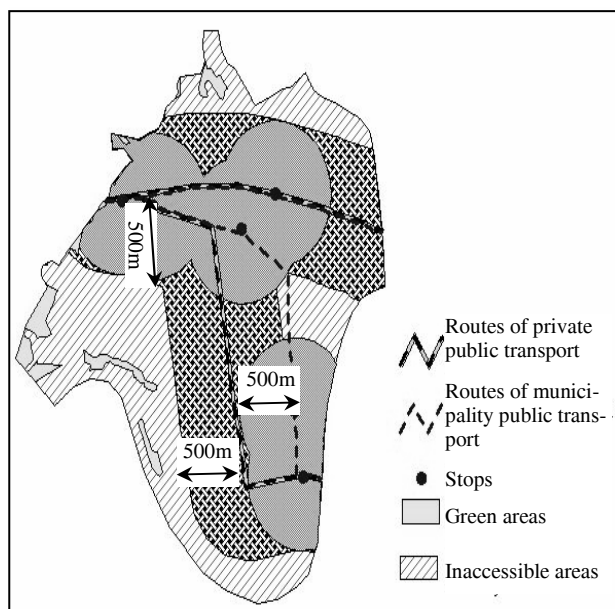 500m
500m
500m
Routes of private
public transport
Routes of munici-
pality public trans-
port
Stops
Green areas
Inaccessible areas